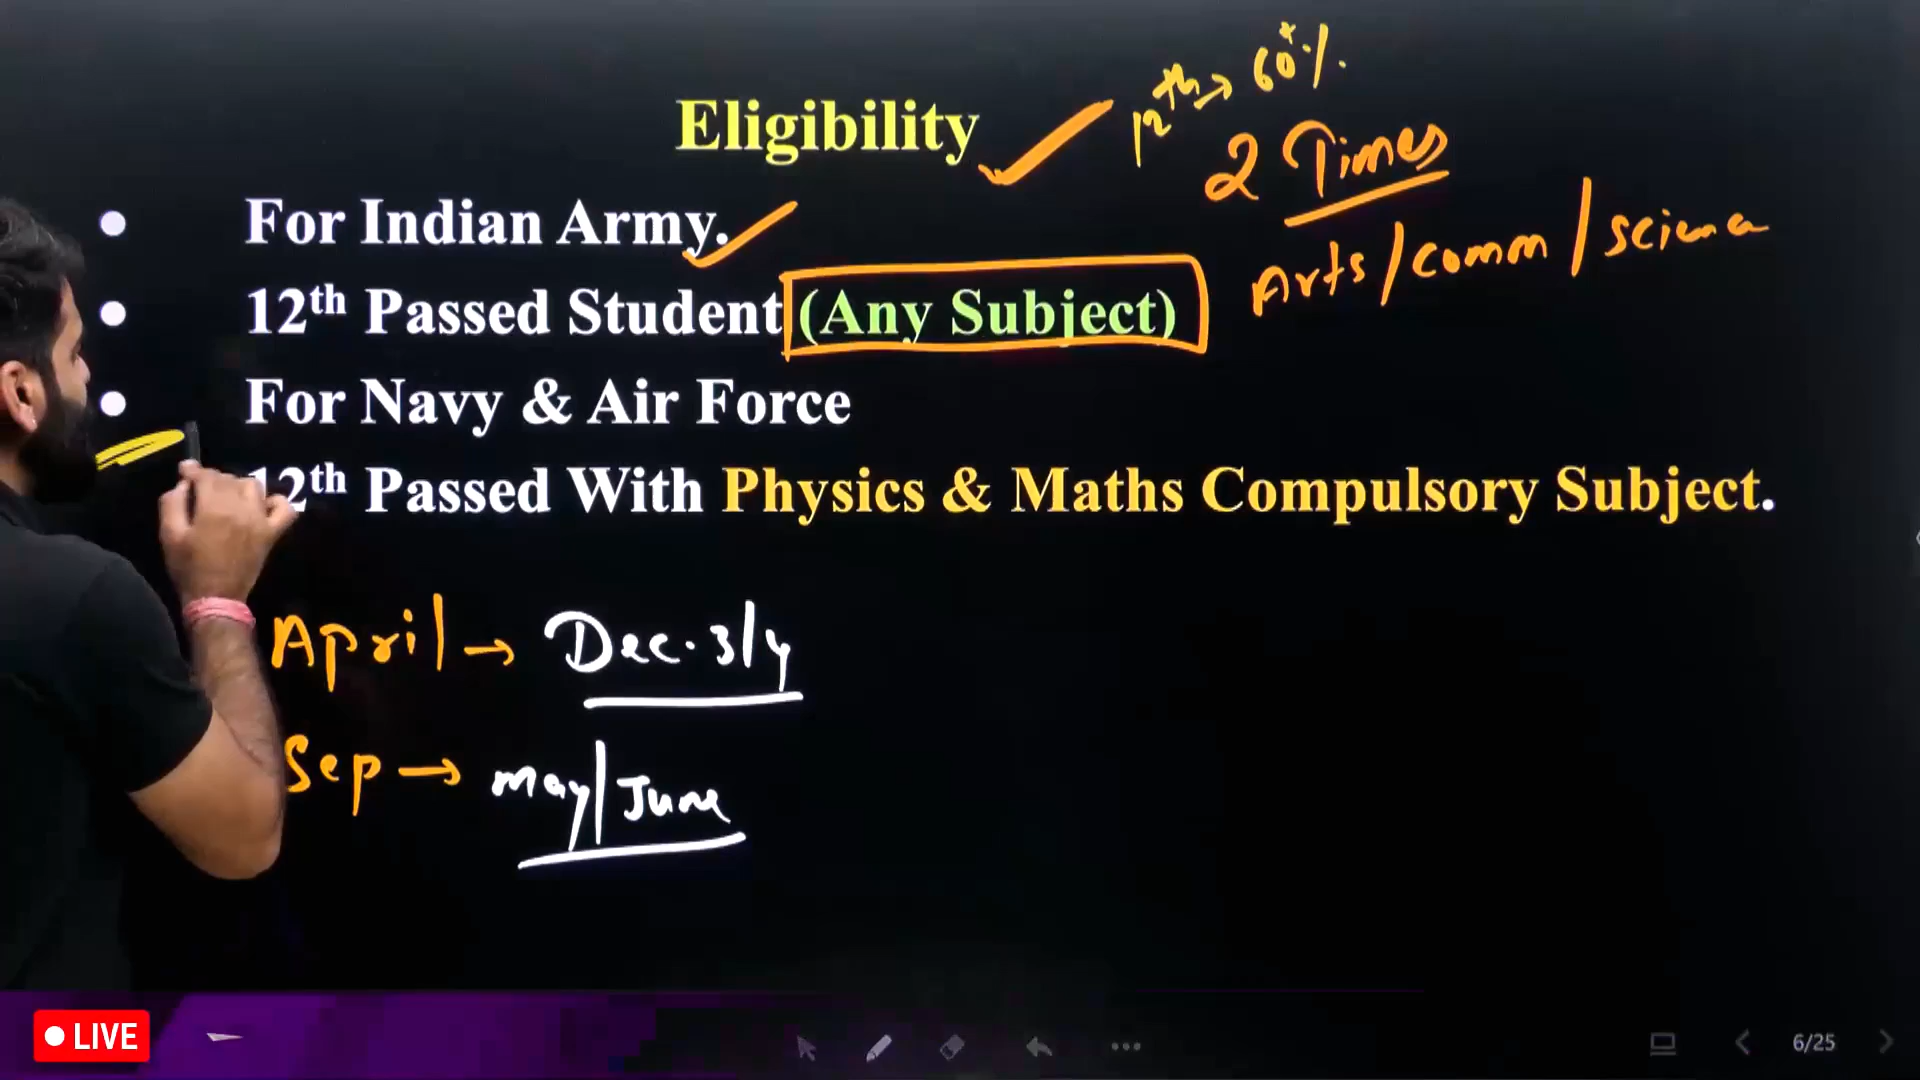 12th → 60%
Eligibility
2 Times
• For Indian Army.
Arts/comm/science
• 12th Passed Student (Any Subject)
• For Navy & Air Force
12th Passed With Physics & Maths Compulsory Subject.
April → Dec. 3/4
Sep → may/June
LIVE
6/25